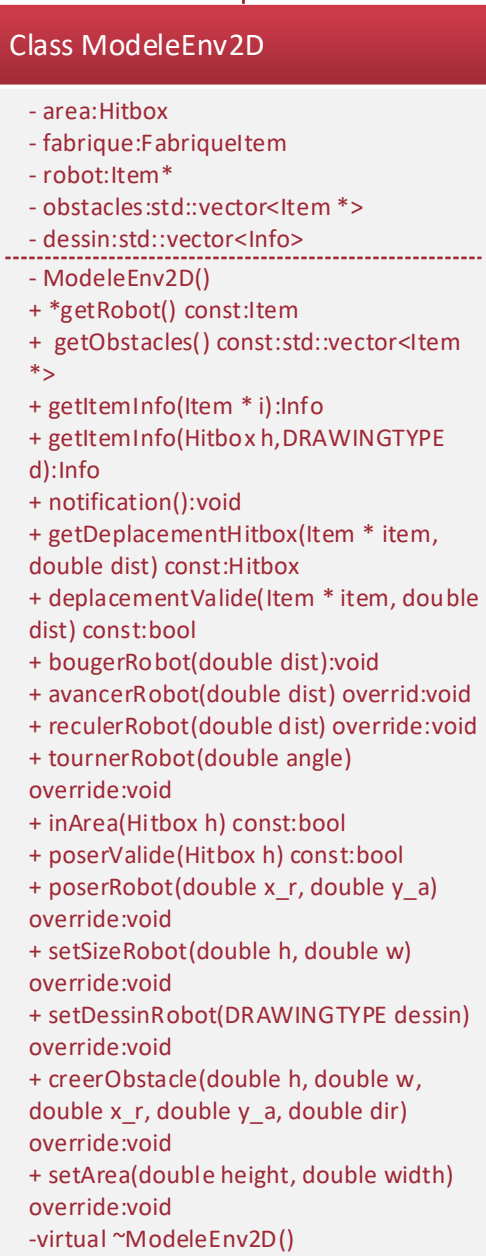 Class ModeleEnv2D
- area:Hitbox
- fabrique:FabriqueItem
- robot:Item*
- obstacles:std::vector<Item *>
- dessin:std::vector<Info>
- ModeleEnv2D()
+ *getRobot() const:Item
+ getObstacles() const:std::vector<Item
*>
+ getItemInfo(Item * i):Info
+ getItemInfo(Hitbox h,DRAWINGTYPE
d):Info
+ notification():void
+ getDeplacementHitbox(Item * item,
double dist) const:Hitbox
+ deplacementValide(Item * item, double
dist) const:bool
+ bougerRobot(double dist):void
+ avancerRobot(double dist) overrid:void
+ reculerRobot(double dist) override:void
+ tournerRobot(double angle)
override:void
+ inArea(Hitbox h) const:bool
+ poserValide(Hitbox h) const:bool
+ poserRobot(double x_r, double y_a)
override:void
+ setSizeRobot(double h, double w)
override:void
+ setDessinRobot(DRAWINGTYPE dessin)
override:void
+ creerObstacle(double h, double w,
double x_r, double y_a, double dir)
override:void
+ setArea(double height, double width)
override:void
-virtual ~ModeleEnv2D()